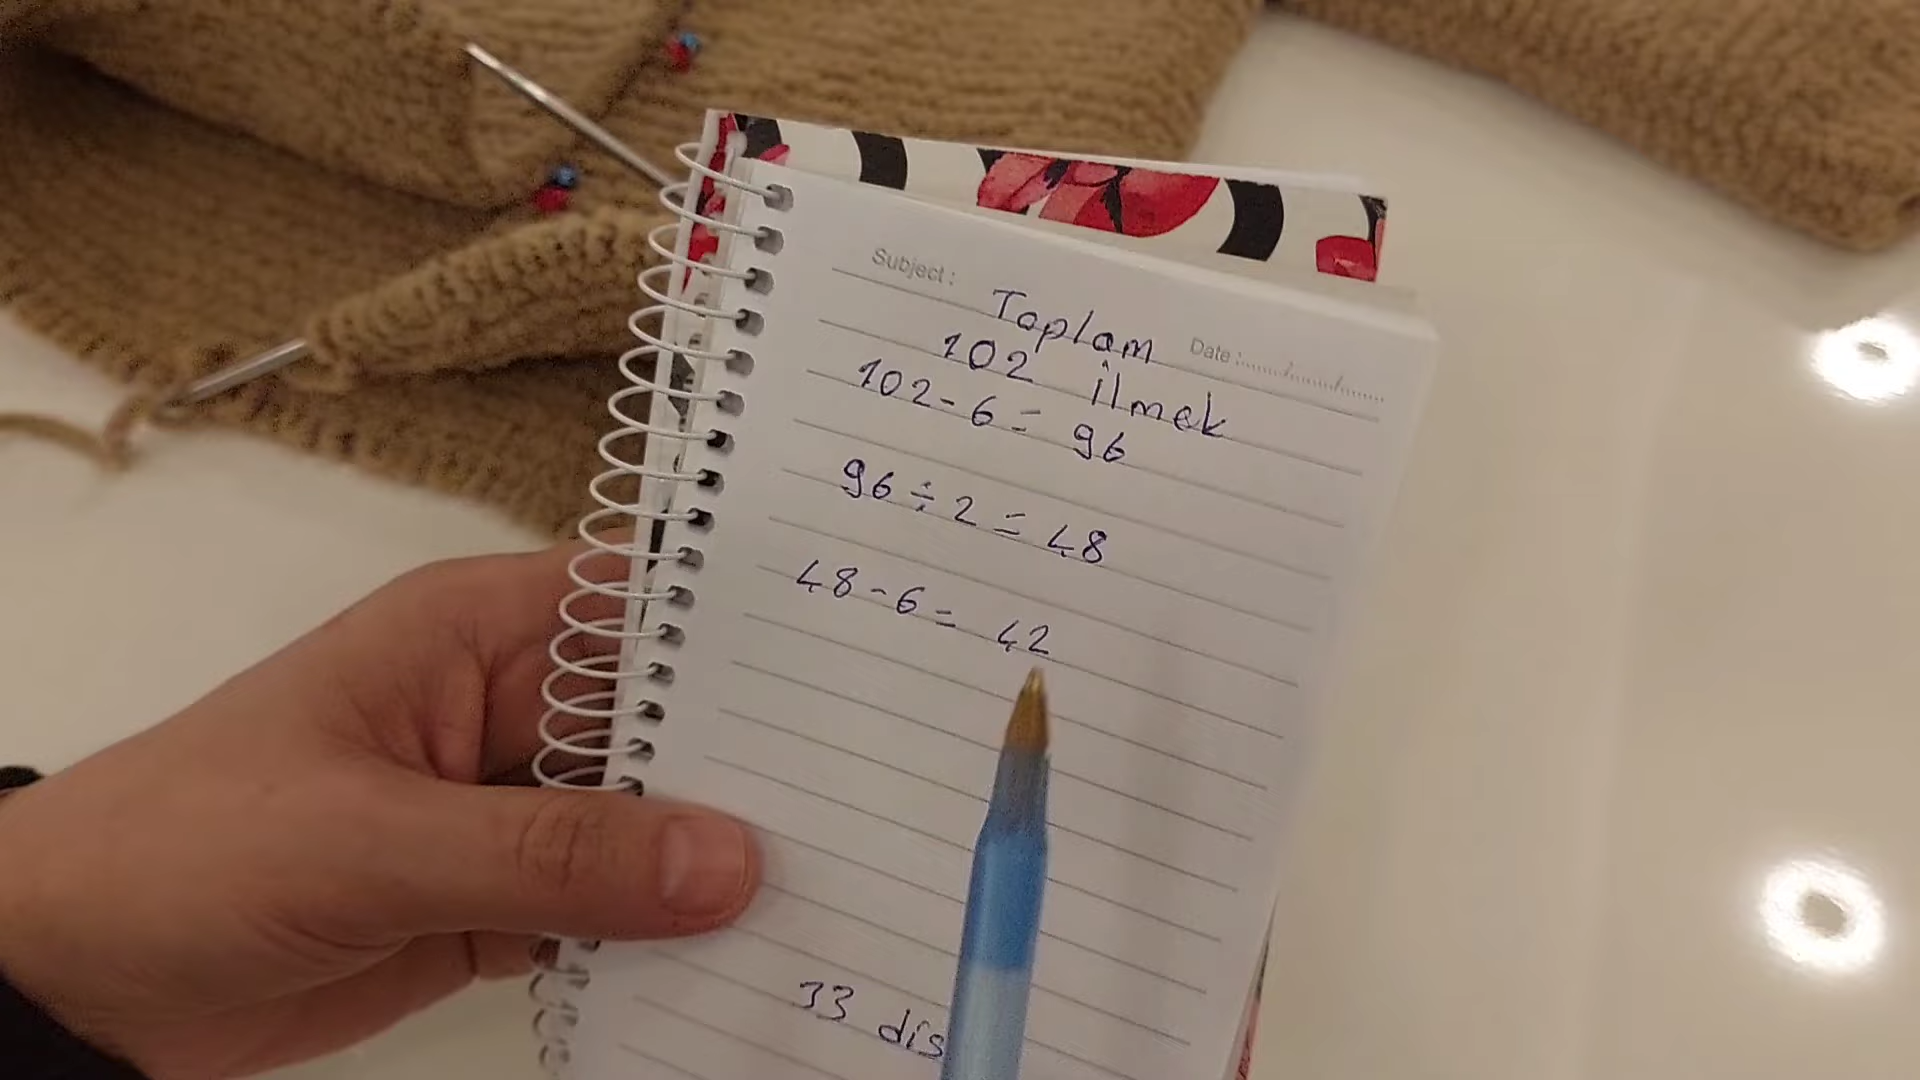 Subject :
Toplam
Date :
102 ilmek
102 - 6 = 96
96 ÷ 2 = 48
48 - 6 = 42
33